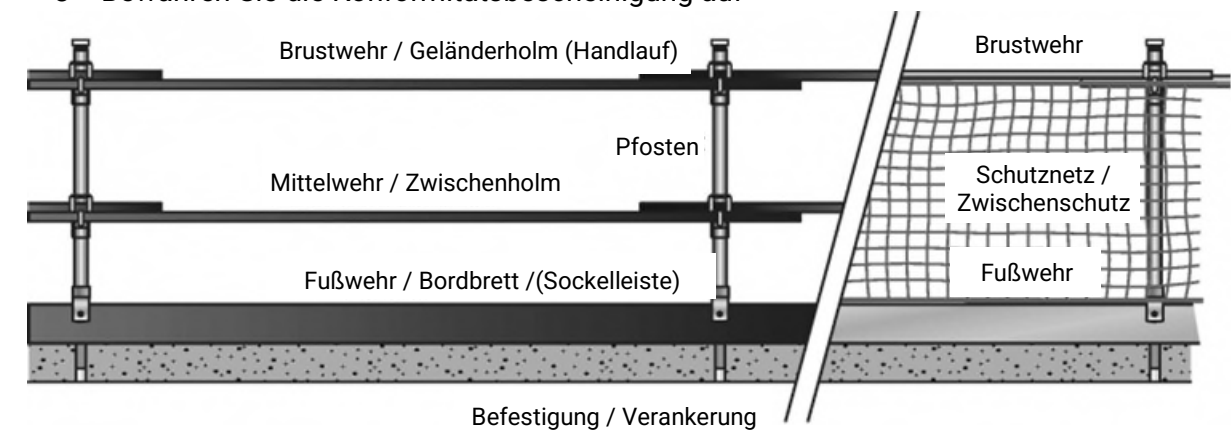 Brustwehr / Geländerholm (Handlauf)
Brustwehr
Pfosten
Mittelwehr / Zwischenholm
Schutznetz /
Zwischenschutz
Fußwehr / Bordbrett /(Sockelleiste)
Fußwehr
Befestigung / Verankerung